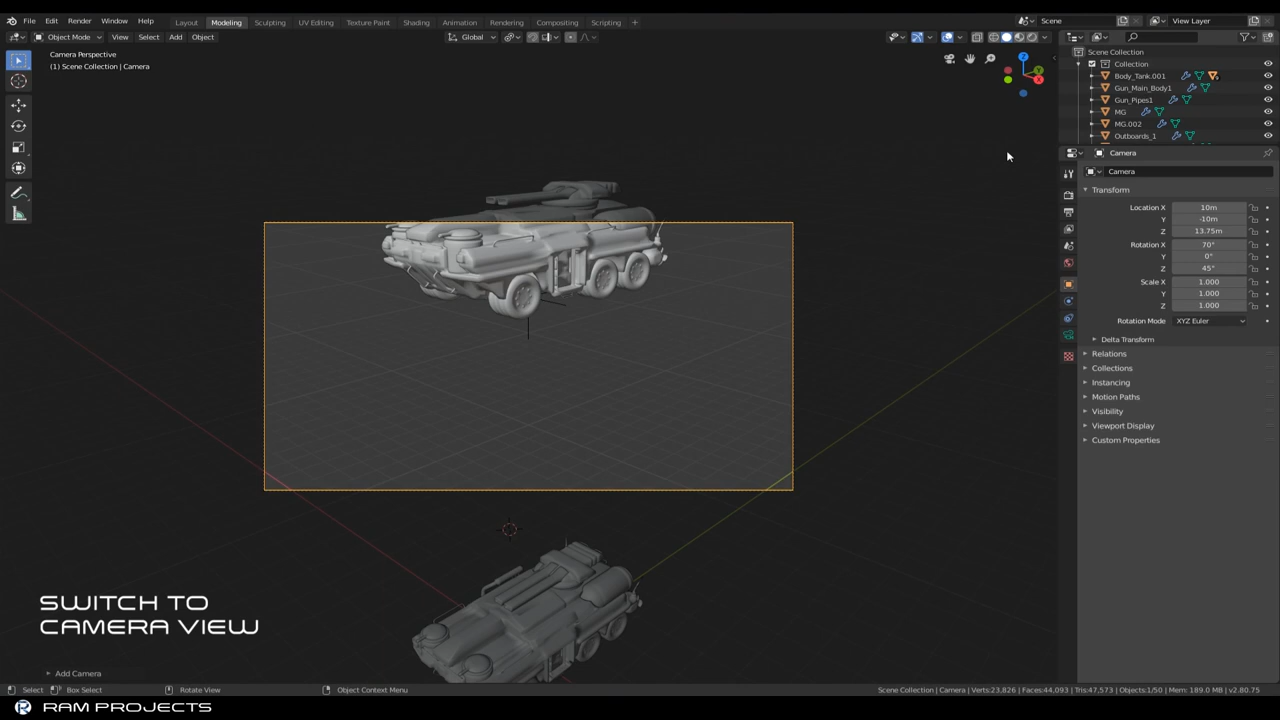 File Edit Render Window Help Layout Modeling Sculpting UV Editing Texture Paint Shading Animation Rendering Compositing Scripting + Scene View Layer
Object Mode View Select Add Object Global
Camera Perspective
(1) Scene Collection | Camera
Z
Y
X
Scene Collection
Collection
Body_Tank.001
Gun_Main_Body1
Gun_Pipes1
MG
MG.002
Outboards_1
Camera
Camera
Transform
Location X 10m
Y -10m
Z 13.75m
Rotation X 70°
Y 0°
Z 45°
Scale X 1.000
Y 1.000
Z 1.000
Rotation Mode XYZ Euler
Delta Transform
Relations
Collections
Instancing
Motion Paths
Visibility
Viewport Display
Custom Properties
SWITCH TO
CAMERA VIEW
Add Camera
Select Box Select Rotate View Object Context Menu Scene Collection | Camera | Verts:23,826 | Faces:44,093 | Tris:47,573 | Objects:1/50 | Mem: 189.0 MB | v2.80.75
RAM PROJECTS